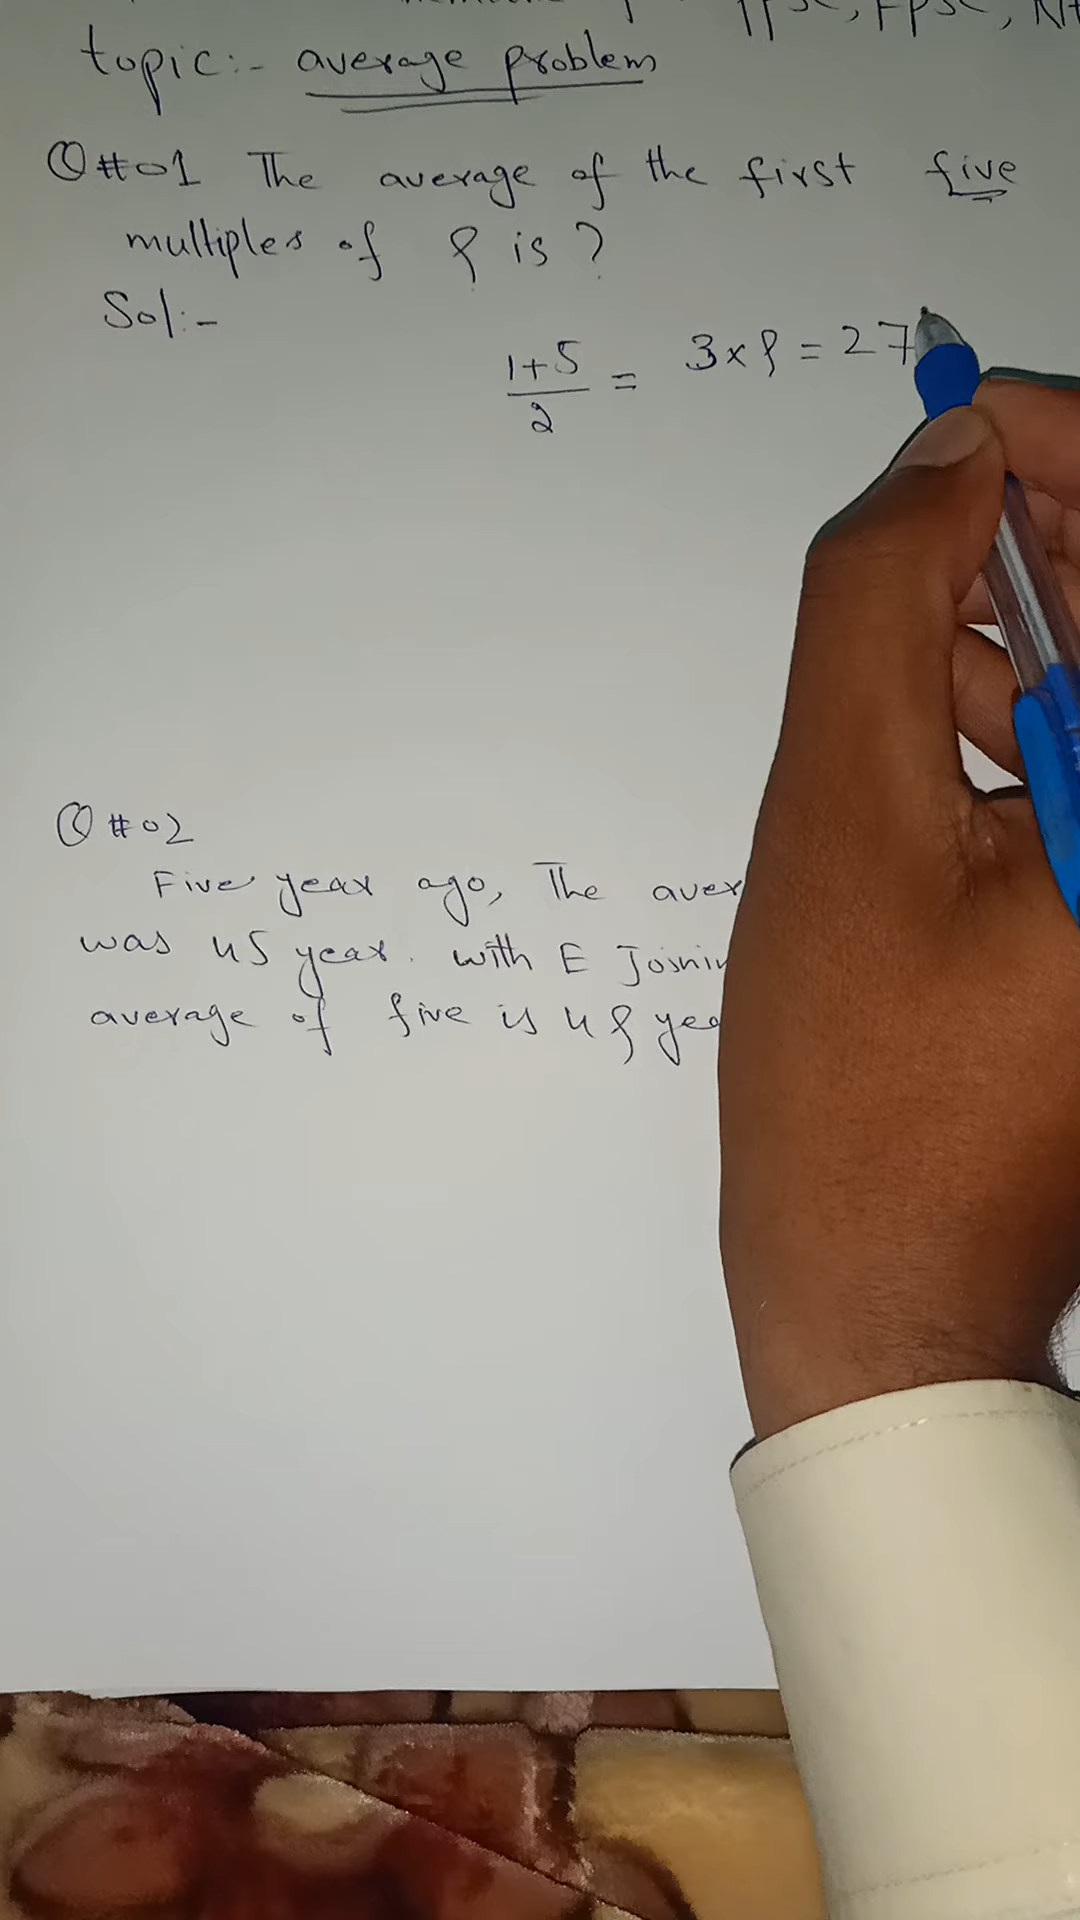 topic:- average problem
Q#01 The average of the first five
multiples of 9 is?
Sol:-
1+5/2 = 3×9 = 27
Q#02
Five year ago, The aver
was 45 year. with E Joinin
average of five is 49 yea